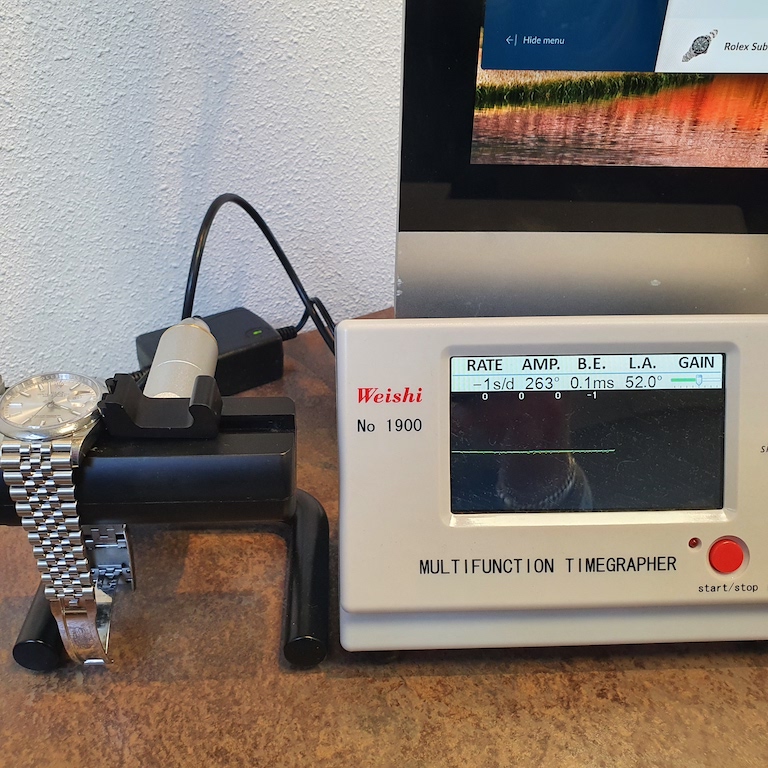 Hide menu
Rolex Sub
RATE AMP. B.E. L.A. GAIN
-1s/d 263° 0.1ms 52.0°
0 0 0 -1
Weishi
No 1900
MULTIFUNCTION TIMEGRAPHER
start/stop